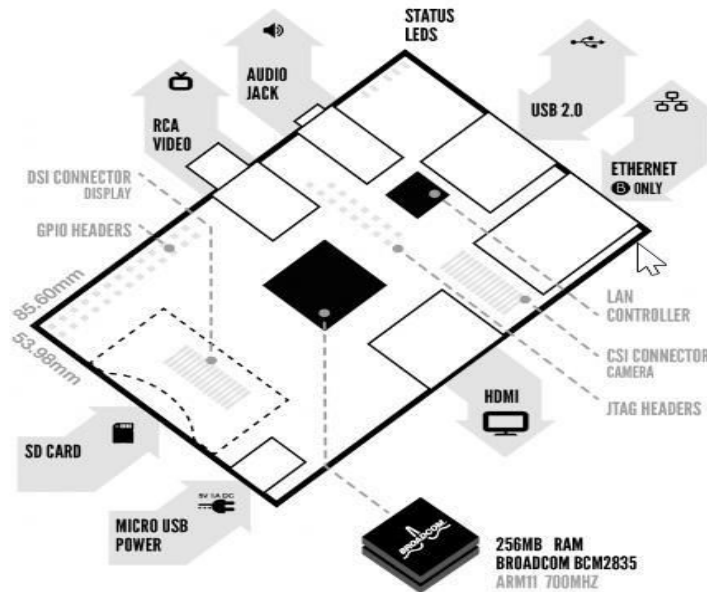 STATUS
LEDS
AUDIO
JACK
RCA
VIDEO
USB 2.0
DSI CONNECTOR
DISPLAY
ETHERNET
B ONLY
GPIO HEADERS
85.60mm
53.98mm
LAN
CONTROLLER
CSI CONNECTOR
CAMERA
HDMI
JTAG HEADERS
SD CARD
5V 1A DC
MICRO USB
POWER
BROADCOM
256MB RAM
BROADCOM BCM2835
ARM11 700MHZ